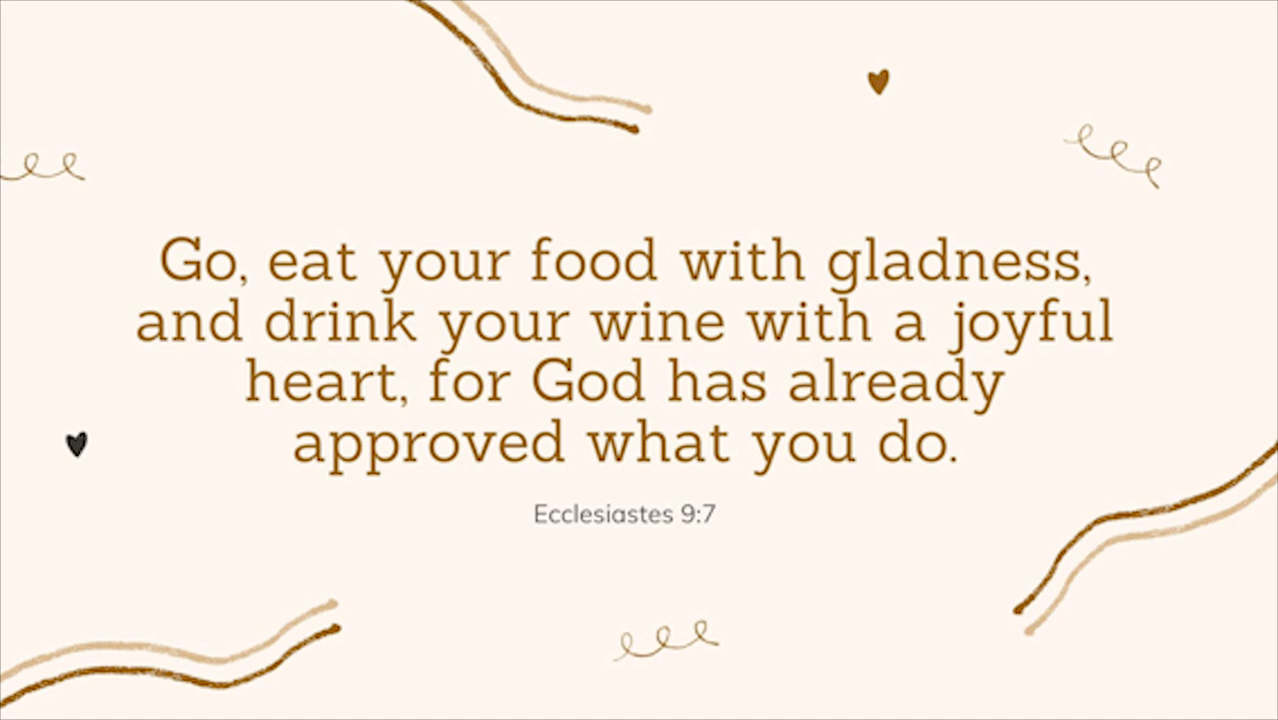 Go, eat your food with gladness,
and drink your wine with a joyful
heart, for God has already
approved what you do.
Ecclesiastes 9:7